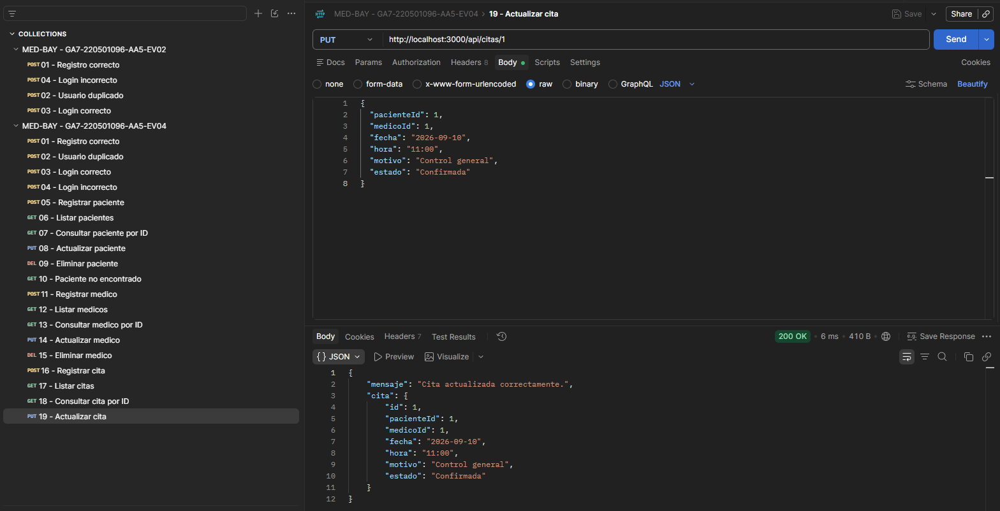 COLLECTIONS
MED-BAY - GA7-220501096-AA5-EV02
POST 01 - Registro correcto
POST 04 - Login incorrecto
POST 02 - Usuario duplicado
POST 03 - Login correcto
MED-BAY - GA7-220501096-AA5-EV04
POST 01 - Registro correcto
POST 02 - Usuario duplicado
POST 03 - Login correcto
POST 04 - Login incorrecto
POST 05 - Registrar paciente
GET 06 - Listar pacientes
GET 07 - Consultar paciente por ID
PUT 08 - Actualizar paciente
DEL 09 - Eliminar paciente
GET 10 - Paciente no encontrado
POST 11 - Registrar medico
GET 12 - Listar medicos
GET 13 - Consultar medico por ID
PUT 14 - Actualizar medico
DEL 15 - Eliminar medico
POST 16 - Registrar cita
GET 17 - Listar citas
GET 18 - Consultar cita por ID
PUT 19 - Actualizar cita
HTTP MED-BAY - GA7-220501096-AA5-EV04 > 19 - Actualizar cita Save Share
PUT http://localhost:3000/api/citas/1 Send
Docs Params Authorization Headers 8 Body Scripts Settings Cookies
none form-data x-www-form-urlencoded raw binary GraphQL JSON Schema Beautify
1 {
2 "pacienteId": 1,
3 "medicoId": 1,
4 "fecha": "2026-09-10",
5 "hora": "11:00",
6 "motivo": "Control general",
7 "estado": "Confirmada"
8 }
Body Cookies Headers 7 Test Results 200 OK • 6 ms • 410 B • e.g. Save Response
{} JSON Preview Visualize
1 {
2 "mensaje": "Cita actualizada correctamente.",
3 "cita": {
4 "id": 1,
5 "pacienteId": 1,
6 "medicoId": 1,
7 "fecha": "2026-09-10",
8 "hora": "11:00",
9 "motivo": "Control general",
10 "estado": "Confirmada"
11 }
12 }